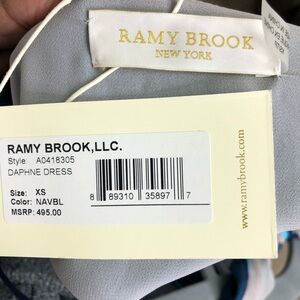 RAMY BROOK
NEW YORK
RAMY BROOK,LLC.
Style: A0418305
DAPHNE DRESS
Size: XS
Color: NAVBL
MSRP: 495.00
8 89310 35897 7
www.ramybrook.com